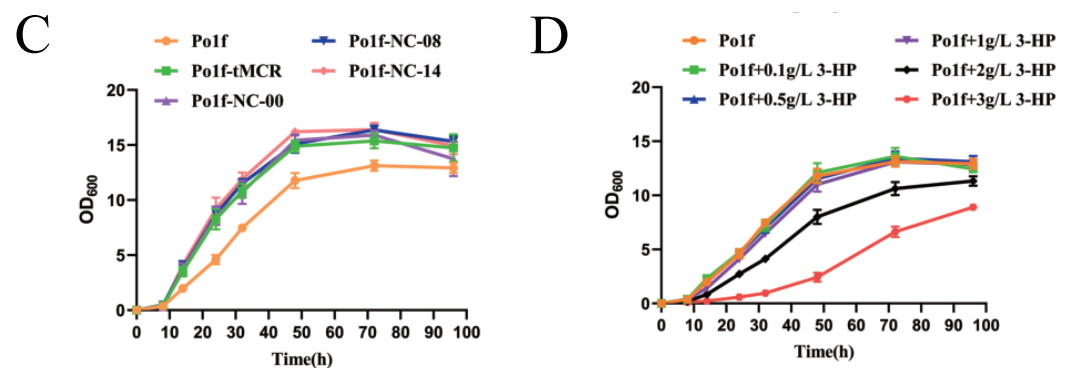 C
Po1f
Po1f-tMCR
Po1f-NC-00
Po1f-NC-08
Po1f-NC-14
20
15
10
5
0
OD600
0 10 20 30 40 50 60 70 80 90 100
Time(h)
D
Po1f
Po1f+0.1g/L 3-HP
Po1f+0.5g/L 3-HP
Po1f+1g/L 3-HP
Po1f+2g/L 3-HP
Po1f+3g/L 3-HP
20
15
10
5
0
OD600
0 10 20 30 40 50 60 70 80 90 100
Time(h)